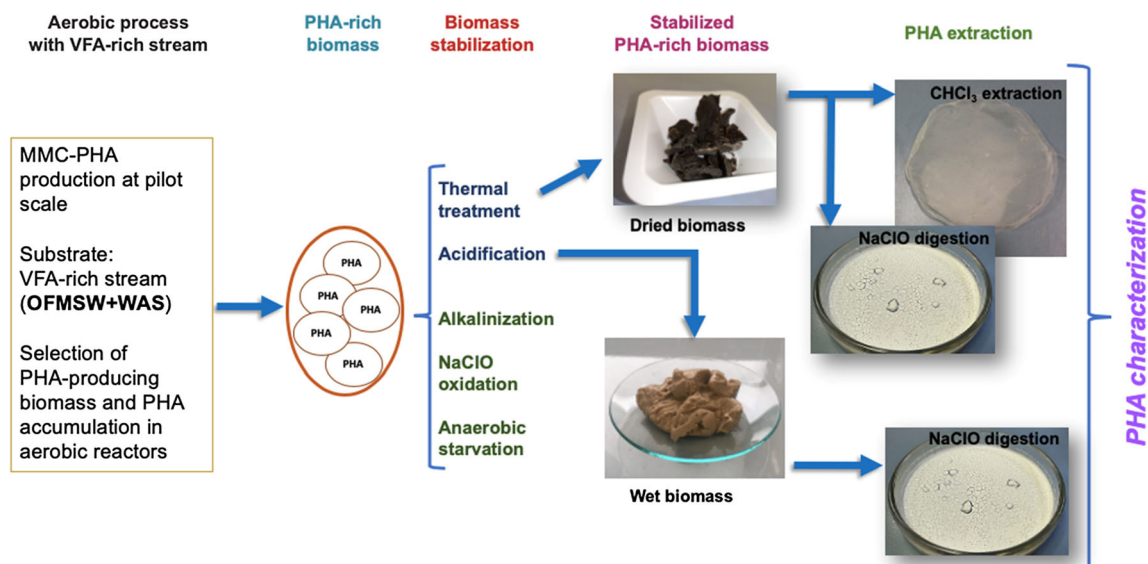 Aerobic process
with VFA-rich stream
PHA-rich
biomass
Biomass
stabilization
Stabilized
PHA-rich biomass
PHA extraction
MMC-PHA
production at pilot
scale
Substrate:
VFA-rich stream
(OFMSW+WAS)
Selection of
PHA-producing
biomass and PHA
accumulation in
aerobic reactors
PHA
PHA
PHA
PHA
PHA
Thermal
treatment
Acidification
Alkalinization
NaClO
oxidation
Anaerobic
starvation
Dried biomass
Wet biomass
CHCl₃ extraction
NaClO digestion
NaClO digestion
PHA characterization